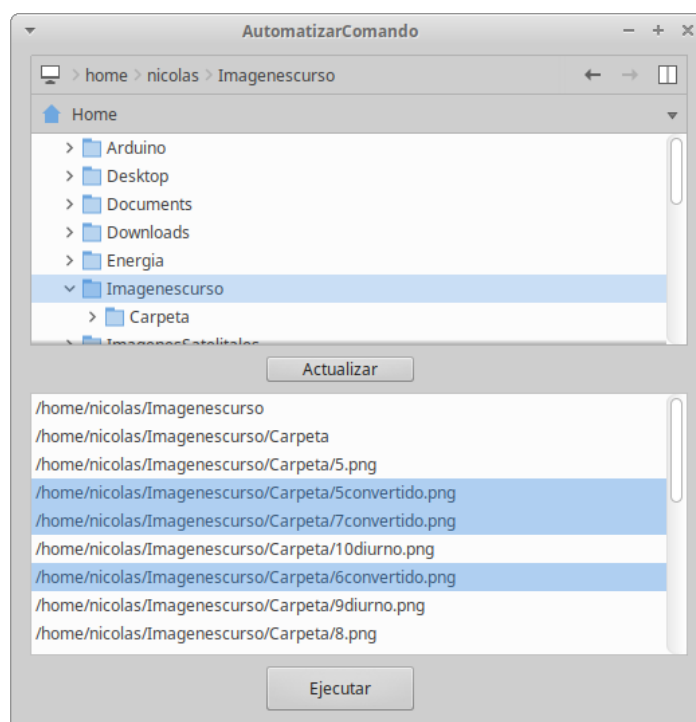 AutomatizarComando
home nicolas Imagenescurso
Home
Arduino
Desktop
Documents
Downloads
Energia
Imagenescurso
Carpeta
ImagenesSatelitales
Actualizar
/home/nicolas/Imagenescurso
/home/nicolas/Imagenescurso/Carpeta
/home/nicolas/Imagenescurso/Carpeta/5.png
/home/nicolas/Imagenescurso/Carpeta/5convertido.png
/home/nicolas/Imagenescurso/Carpeta/7convertido.png
/home/nicolas/Imagenescurso/Carpeta/10diurno.png
/home/nicolas/Imagenescurso/Carpeta/6convertido.png
/home/nicolas/Imagenescurso/Carpeta/9diurno.png
/home/nicolas/Imagenescurso/Carpeta/8.png
Ejecutar